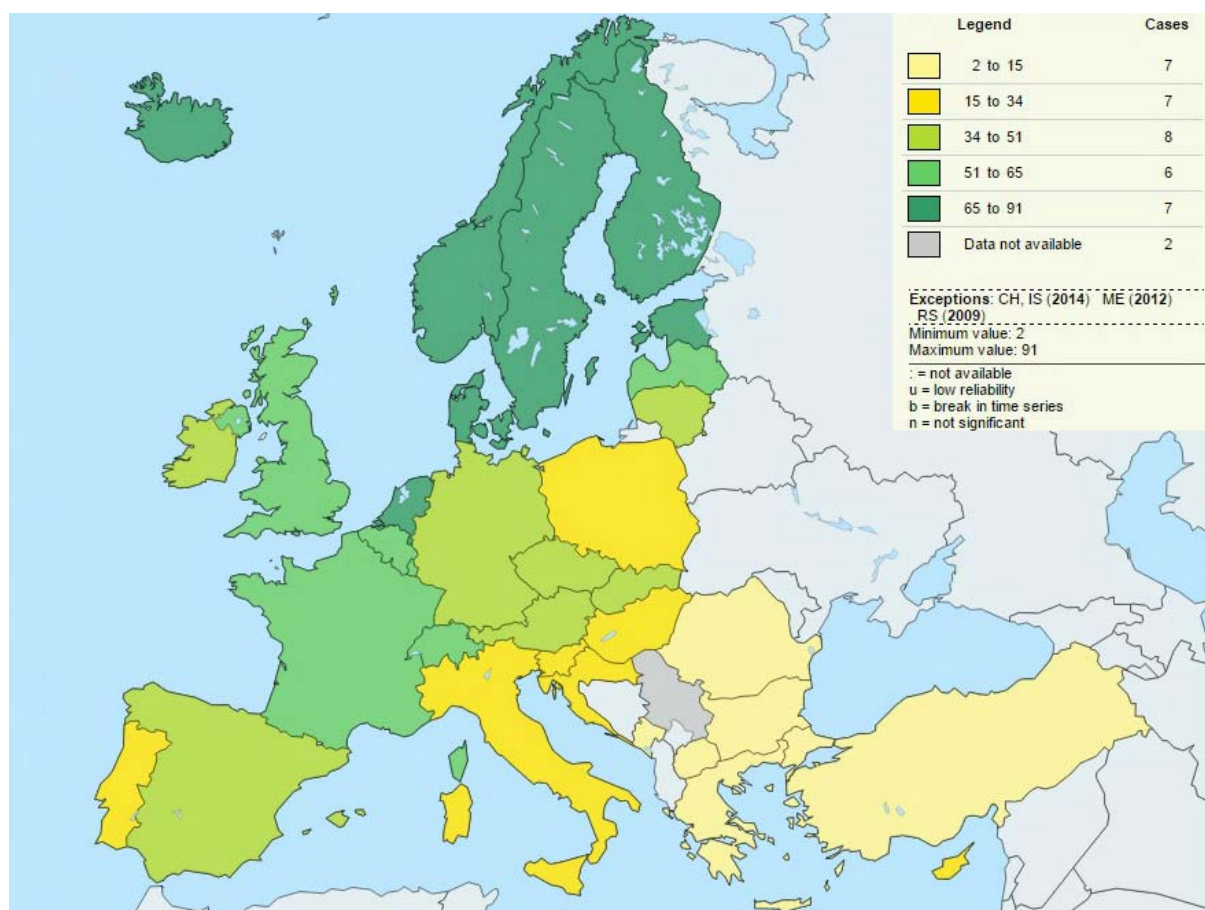 Legend Cases
2 to 15 7
15 to 34 7
34 to 51 8
51 to 65 6
65 to 91 7
Data not available 2
Exceptions: CH, IS (2014) ME (2012)
RS (2009)
Minimum value: 2
Maximum value: 91
: = not available
u = low reliability
b = break in time series
n = not significant